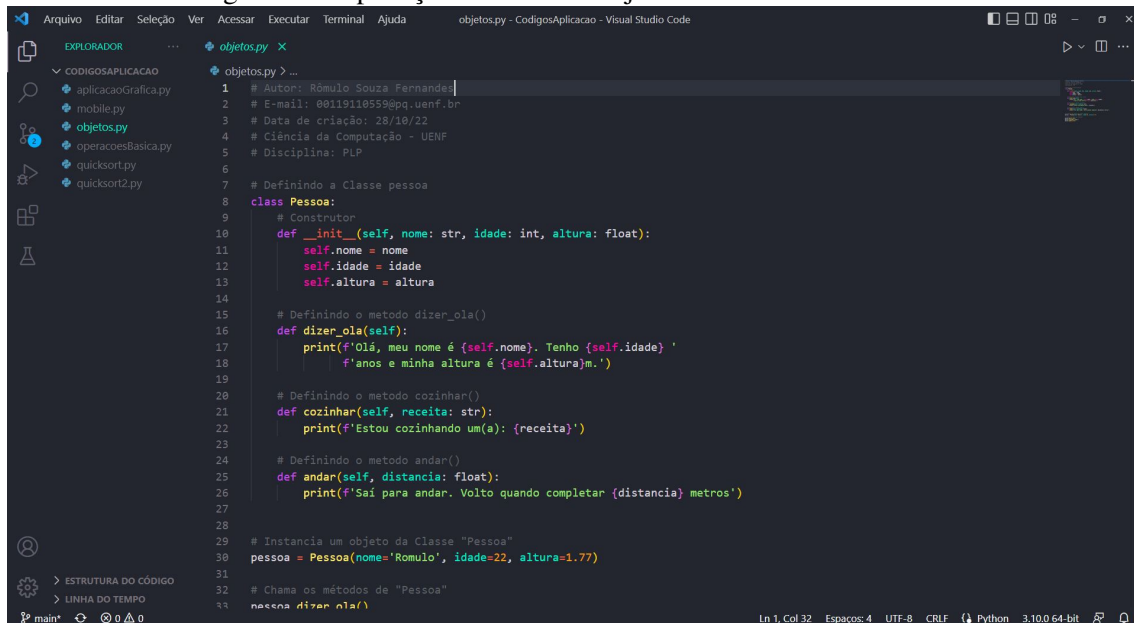 Arquivo Editar Seleção Ver Acessar Executar Terminal Ajuda objetos.py - CodigosAplicacao - Visual Studio Code
EXPLORADOR
CODIGOSAPLICACAO
aplicacaoGrafica.py
mobile.py
objetos.py
2
operacoesBasica.py
quicksort.py
quicksort2.py
ESTRUTURA DO CÓDIGO
LINHA DO TEMPO
objetos.py
objetos.py > ...
1 # Autor: Rômulo Souza Fernandes
2 # E-mail: 00119110559@pq.uenf.br
3 # Data de criação: 28/10/22
4 # Ciência da Computação - UENF
5 # Disciplina: PLP
6
7 # Definindo a Classe pessoa
8 class Pessoa:
9 # Construtor
10 def __init__(self, nome: str, idade: int, altura: float):
11 self.nome = nome
12 self.idade = idade
13 self.altura = altura
14
15 # Definindo o metodo dizer_ola()
16 def dizer_ola(self):
17 print(f'Olá, meu nome é {self.nome}. Tenho {self.idade} '
18 f'anos e minha altura é {self.altura}m.')
19
20 # Definindo o metodo cozinhar()
21 def cozinhar(self, receita: str):
22 print(f'Estou cozinhando um(a): {receita}')
23
24 # Definindo o metodo andar()
25 def andar(self, distancia: float):
26 print(f'Saí para andar. Volto quando completar {distancia} metros')
27
28
29 # Instancia um objeto da Classe "Pessoa"
30 pessoa = Pessoa(nome='Romulo', idade=22, altura=1.77)
31
32 # Chama os métodos de "Pessoa"
33 pessoa.dizer_ola()
main* 0 0 Ln 1, Col 32 Espaços: 4 UTF-8 CRLF Python 3.10.0 64-bit